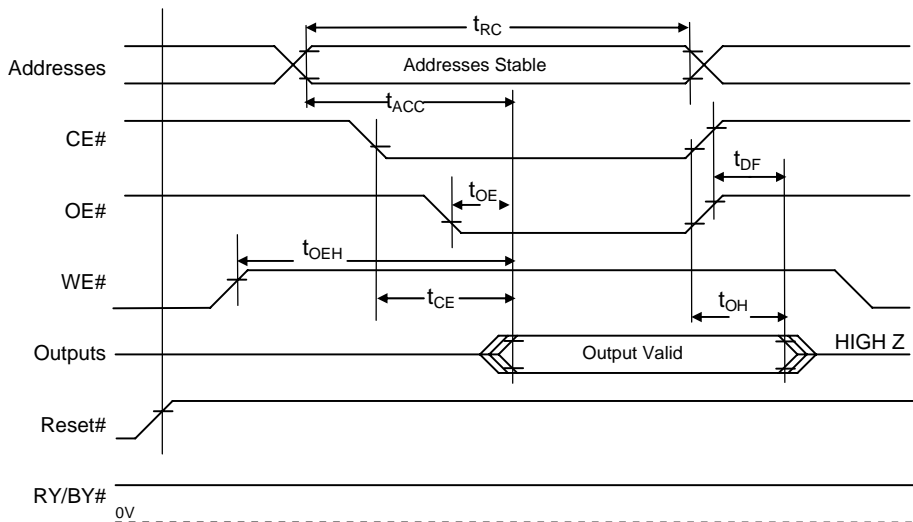 tRC
Addresses
Addresses Stable
tACC
CE#
tDF
OE#
tOE
tOEH
WE#
tCE
tOH
Outputs
Output Valid
HIGH Z
Reset#
RY/BY#
0V